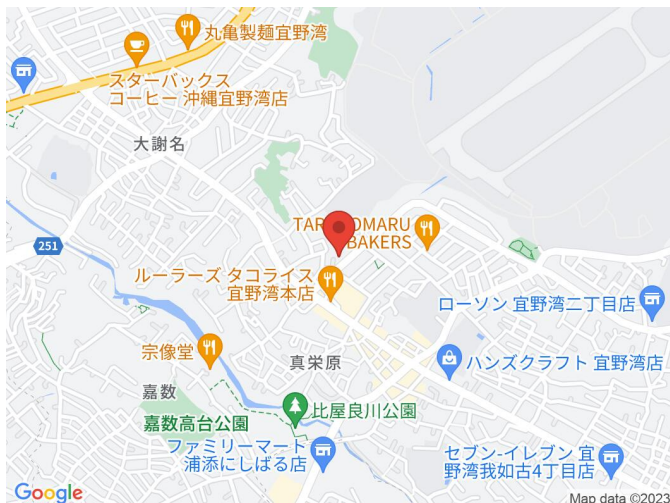 丸亀製麺宜野湾
スターバックス
コーヒー 沖縄宜野湾店
大謝名
251
BAKERS
ルーラーズ タコライス
宜野湾本店
ローソン 宜野湾二丁目店
宗像堂
真栄原
ハンズクラフト 宜野湾店
嘉数
比屋良川公園
嘉数高台公園
ファミリーマート
浦添にしばる店
セブン-イレブン 宜
野湾我如古4丁目店
Google
Map data ©2023